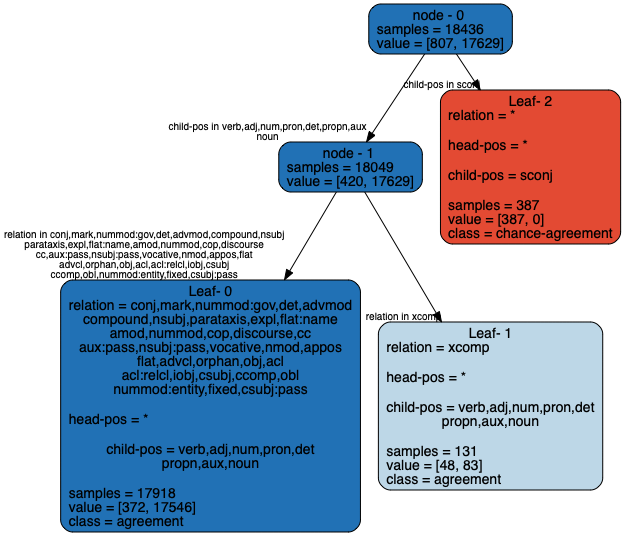 node - 0
samples = 18436
value = [807, 17629]
child-pos in sconj
child-pos in verb,adj,num,pron,det,propn,aux
noun
Leaf- 2
relation = *
head-pos = *
child-pos = sconj
samples = 387
value = [387, 0]
class = chance-agreement
node - 1
samples = 18049
value = [420, 17629]
relation in conj,mark,nummod:gov,det,advmod,compound,nsubj
parataxis,expl,flat:name,amod,nummod,cop,discourse
cc,aux:pass,nsubj:pass,vocative,nmod,appos,flat
advcl,orphan,obj,acl,acl:relcl,iobj,csubj
ccomp,obl,nummod:entity,fixed,csubj:pass
relation in xcomp
Leaf- 0
relation = conj,mark,nummod:gov,det,advmod
compound,nsubj,parataxis,expl,flat:name
amod,nummod,cop,discourse,cc
aux:pass,nsubj:pass,vocative,nmod,appos
flat,advcl,orphan,obj,acl
acl:relcl,iobj,csubj,ccomp,obl
nummod:entity,fixed,csubj:pass
head-pos = *
child-pos = verb,adj,num,pron,det
propn,aux,noun
samples = 17918
value = [372, 17546]
class = agreement
Leaf- 1
relation = xcomp
head-pos = *
child-pos = verb,adj,num,pron,det
propn,aux,noun
samples = 131
value = [48, 83]
class = agreement